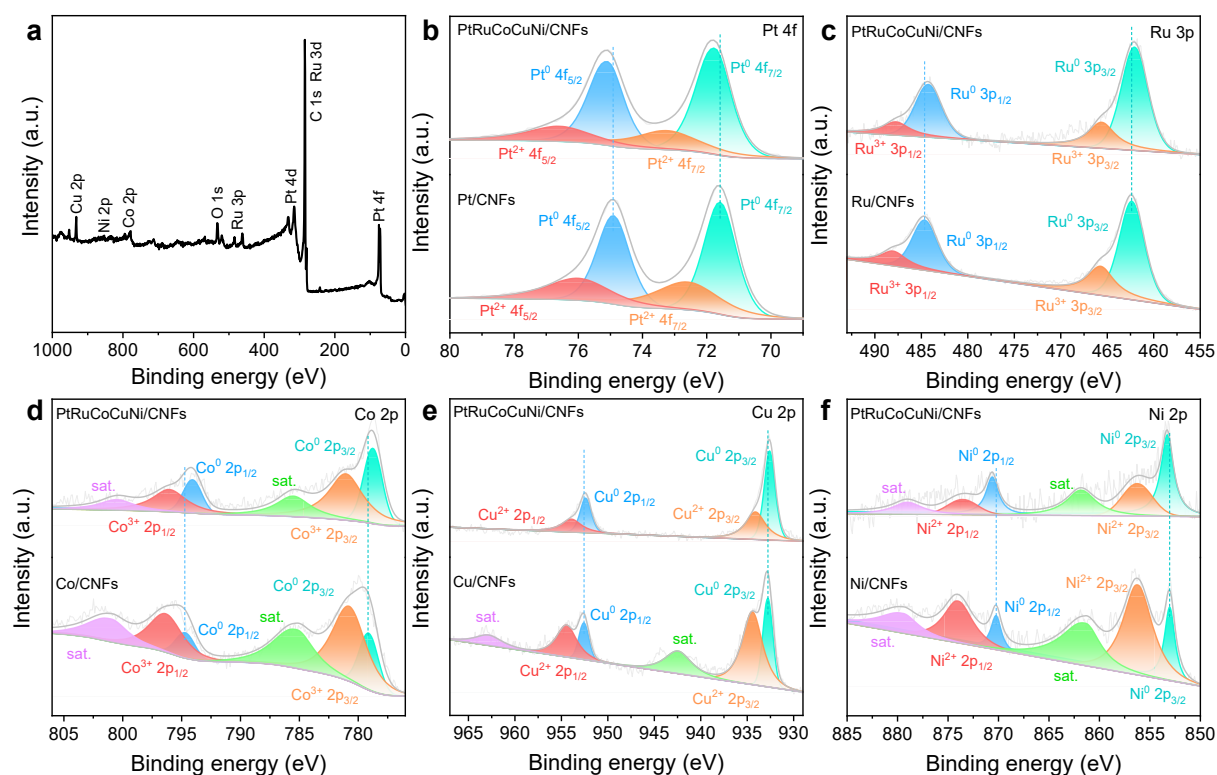 a
Intensity (a.u.)
Cu 2p
Ni 2p
Co 2p
O 1s
Ru 3p
Pt 4d
C 1s Ru 3d
Pt 4f
1000 800 600 400 200 0
Binding energy (eV)
b
PtRuCoCuNi/CNFs
Pt 4f
Intensity (a.u.)
Pt⁰ 4f₅/₂
Pt⁰ 4f₇/₂
Pt²⁺ 4f₅/₂
Pt²⁺ 4f₇/₂
Pt/CNFs
Pt⁰ 4f₅/₂
Pt⁰ 4f₇/₂
Pt²⁺ 4f₅/₂
Pt²⁺ 4f₇/₂
80 78 76 74 72 70
Binding energy (eV)
c
PtRuCoCuNi/CNFs
Ru 3p
Intensity (a.u.)
Ru⁰ 3p₃/₂
Ru⁰ 3p₁/₂
Ru³⁺ 3p₁/₂
Ru³⁺ 3p₃/₂
Ru/CNFs
Ru⁰ 3p₁/₂
Ru⁰ 3p₃/₂
Ru³⁺ 3p₁/₂
Ru³⁺ 3p₃/₂
490 485 480 475 470 465 460 455
Binding energy (eV)
d
PtRuCoCuNi/CNFs
Co 2p
Intensity (a.u.)
Co⁰ 2p₃/₂
Co⁰ 2p₁/₂
sat.
sat.
Co³⁺ 2p₁/₂
Co³⁺ 2p₃/₂
Co/CNFs
Co⁰ 2p₃/₂
sat.
Co⁰ 2p₁/₂
sat.
Co³⁺ 2p₁/₂
Co³⁺ 2p₃/₂
805 800 795 790 785 780
Binding energy (eV)
e
PtRuCoCuNi/CNFs
Cu 2p
Intensity (a.u.)
Cu⁰ 2p₃/₂
Cu⁰ 2p₁/₂
Cu²⁺ 2p₁/₂
Cu²⁺ 2p₃/₂
Cu/CNFs
Cu⁰ 2p₃/₂
Cu⁰ 2p₁/₂
sat.
sat.
Cu²⁺ 2p₁/₂
Cu²⁺ 2p₃/₂
965 960 955 950 945 940 935 930
Binding energy (eV)
f
PtRuCoCuNi/CNFs
Ni 2p
Intensity (a.u.)
Ni⁰ 2p₃/₂
Ni⁰ 2p₁/₂
sat.
sat.
Ni²⁺ 2p₁/₂
Ni²⁺ 2p₃/₂
Ni/CNFs
Ni²⁺ 2p₃/₂
Ni⁰ 2p₁/₂
sat.
Ni²⁺ 2p₁/₂
sat.
Ni⁰ 2p₃/₂
885 880 875 870 865 860 855 850
Binding energy (eV)